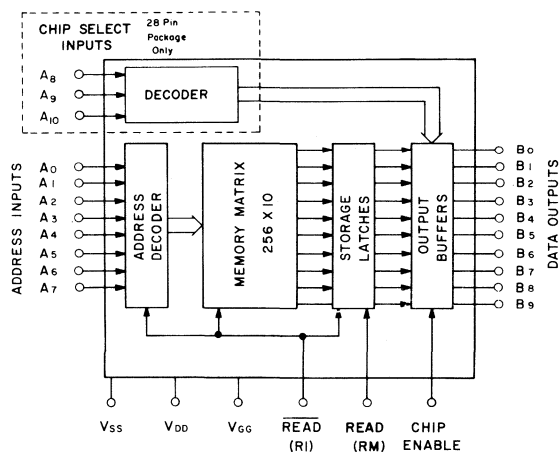 CHIP SELECT
INPUTS
28 Pin
Package
Only
A8
A9
A10
DECODER
ADDRESS INPUTS
A0
A1
A2
A3
A4
A5
A6
A7
ADDRESS
DECODER
MEMORY MATRIX
256 X 10
STORAGE
LATCHES
OUTPUT
BUFFERS
B0
B1
B2
B3
B4
B5
B6
B7
B8
B9
DATA OUTPUTS
VSS
VDD
VGG
READ
(RI)
READ
(RM)
CHIP
ENABLE